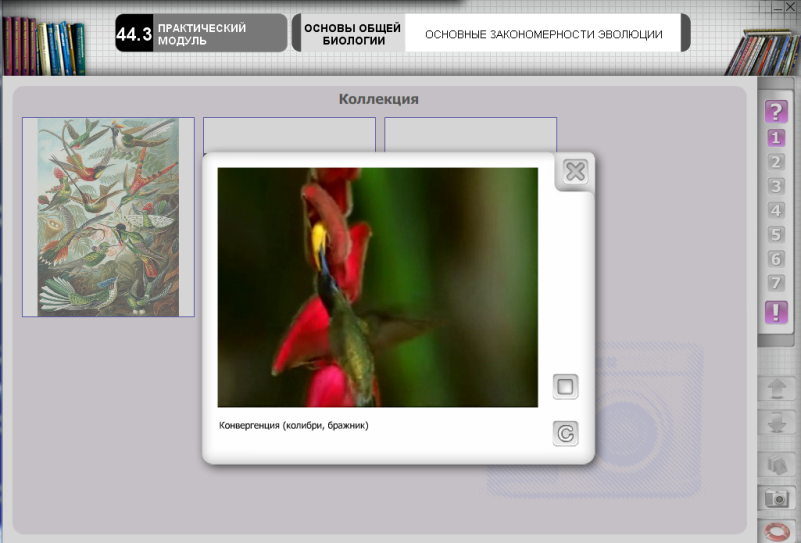 44.3
ПРАКТИЧЕСКИЙ
МОДУЛЬ
ОСНОВЫ ОБЩЕЙ
БИОЛОГИИ
ОСНОВНЫЕ ЗАКОНОМЕРНОСТИ ЭВОЛЮЦИИ
Коллекция
?
1
2
3
4
5
6
7
!
Конвергенция (колибри, бражник)
©